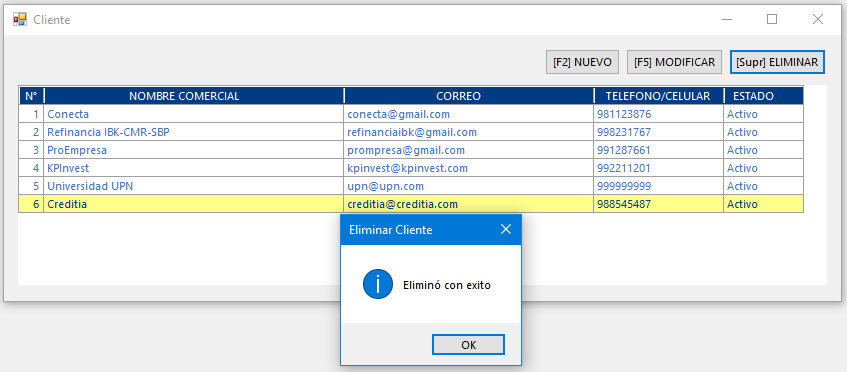 Cliente
[F2] NUEVO [F5] MODIFICAR [Supr] ELIMINAR
N° NOMBRE COMERCIAL CORREO TELEFONO/CELULAR ESTADO
1 Conecta conecta@gmail.com 981123876 Activo
2 Refinancia IBK-CMR-SBP refinanciaibk@gmail.com 998231767 Activo
3 ProEmpresa prompresa@gmail.com 991287661 Activo
4 KPInvest kpinvest@kpinvest.com 992211201 Activo
5 Universidad UPN upn@upn.com 999999999 Activo
6 Creditia creditia@creditia.com 988545487 Activo
Eliminar Cliente
i
Eliminó con exito
OK